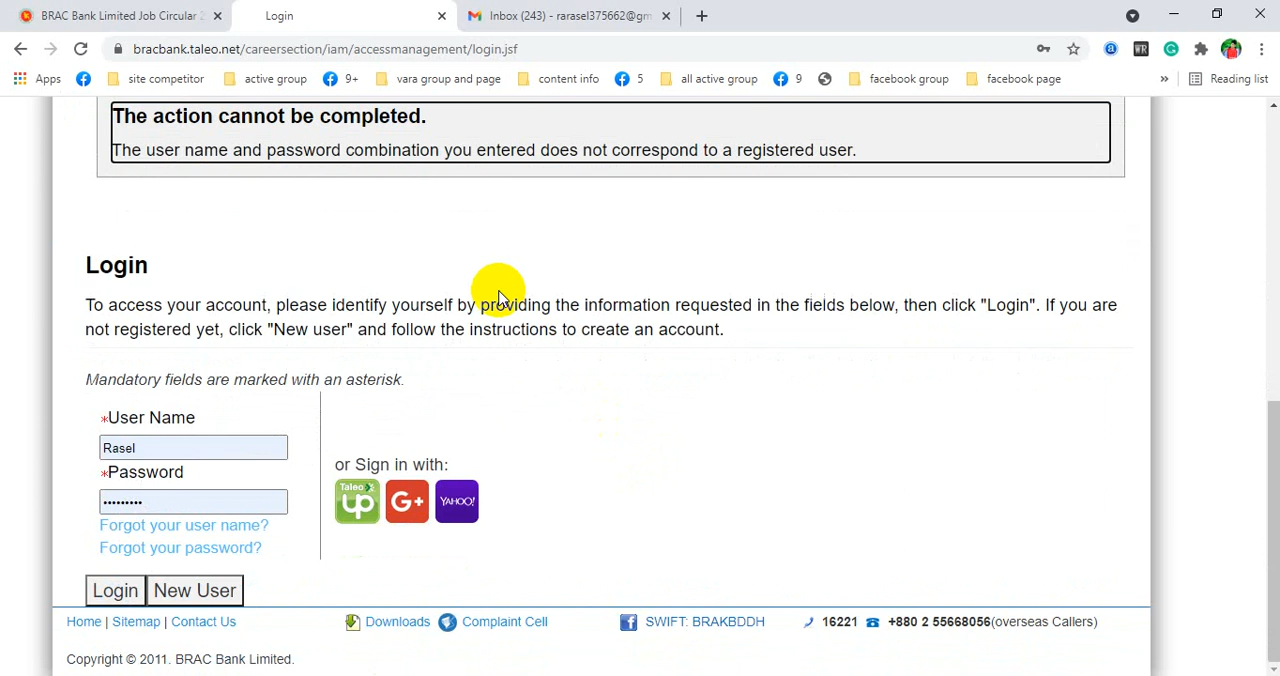 BRAC Bank Limited Job Circular 2
Login
Inbox (243) - rarasel375662@gm
bracbank.taleo.net/careersection/iam/accessmanagement/login.jsf
Apps
site competitor
active group
9+
vara group and page
content info
5
all active group
9
facebook group
facebook page
»
Reading list
The action cannot be completed.
The user name and password combination you entered does not correspond to a registered user.
Login
To access your account, please identify yourself by providing the information requested in the fields below, then click "Login". If you are
not registered yet, click "New user" and follow the instructions to create an account.
Mandatory fields are marked with an asterisk.
*User Name
Rasel
*Password
•••••••••
Forgot your user name?
Forgot your password?
or Sign in with:
Taleo up
G+
YAHOO!
Login
New User
Home | Sitemap | Contact Us
Downloads
Complaint Cell
SWIFT: BRAKBDDH
16221
+880 2 55668056(overseas Callers)
Copyright © 2011. BRAC Bank Limited.